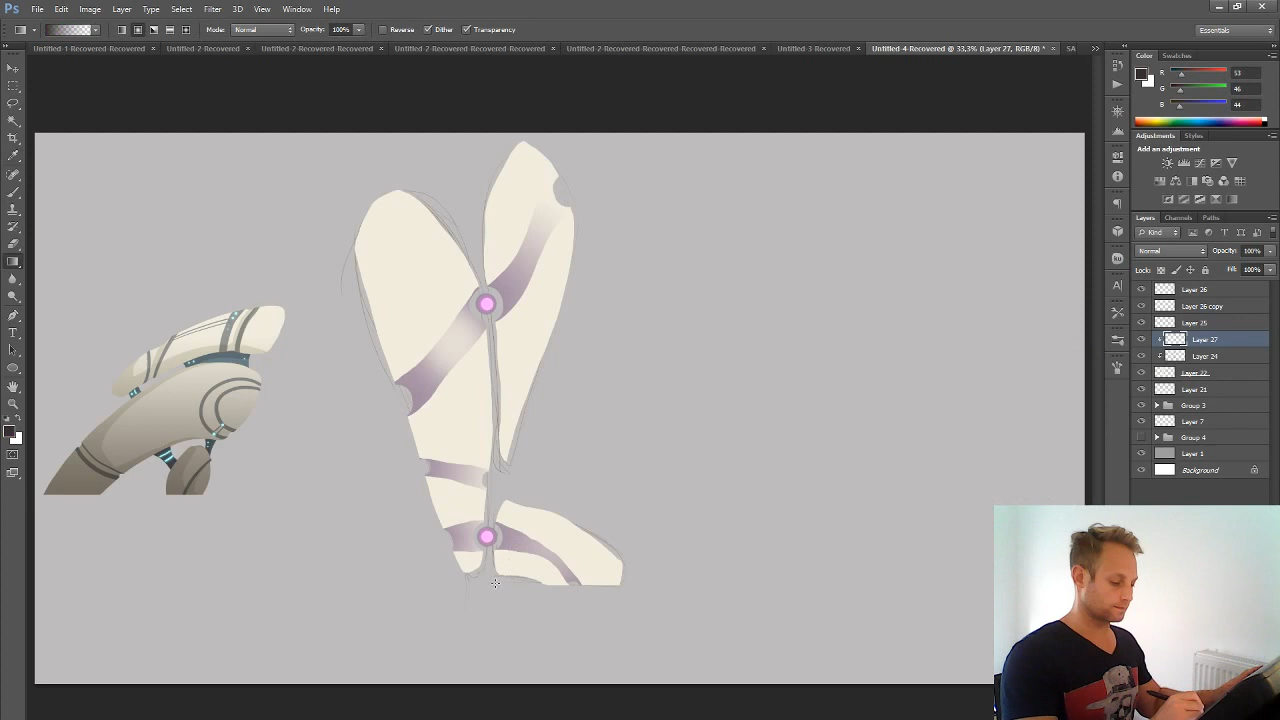 Ps File Edit Image Layer Type Select Filter 3D View Window Help
Mode: Normal Opacity: 100% Reverse Dither Transparency Essentials
Untitled-1-Recovered-Recovered × Untitled 2-Recovered × Untitled-2-Recovered-Recovered × Untitled-2-Recovered-Recovered-Recovered × Untitled-2-Recovered-Recovered-Recovered-Recovered × Untitled-3-Recovered × Untitled-4-Recovered @ 33,3% (Layer 27, RGB/8) * × SA
Color Swatches
R 53
G 46
B 44
Adjustments Styles
Add an adjustment
Layers Channels Paths
Kind
Normal Opacity: 100%
Lock: Fill: 100%
Layer 26
Layer 26 copy
Layer 25
Layer 27
Layer 24
Layer 22
Layer 21
Group 3
Layer 7
Group 4
Layer 1
Background
ku